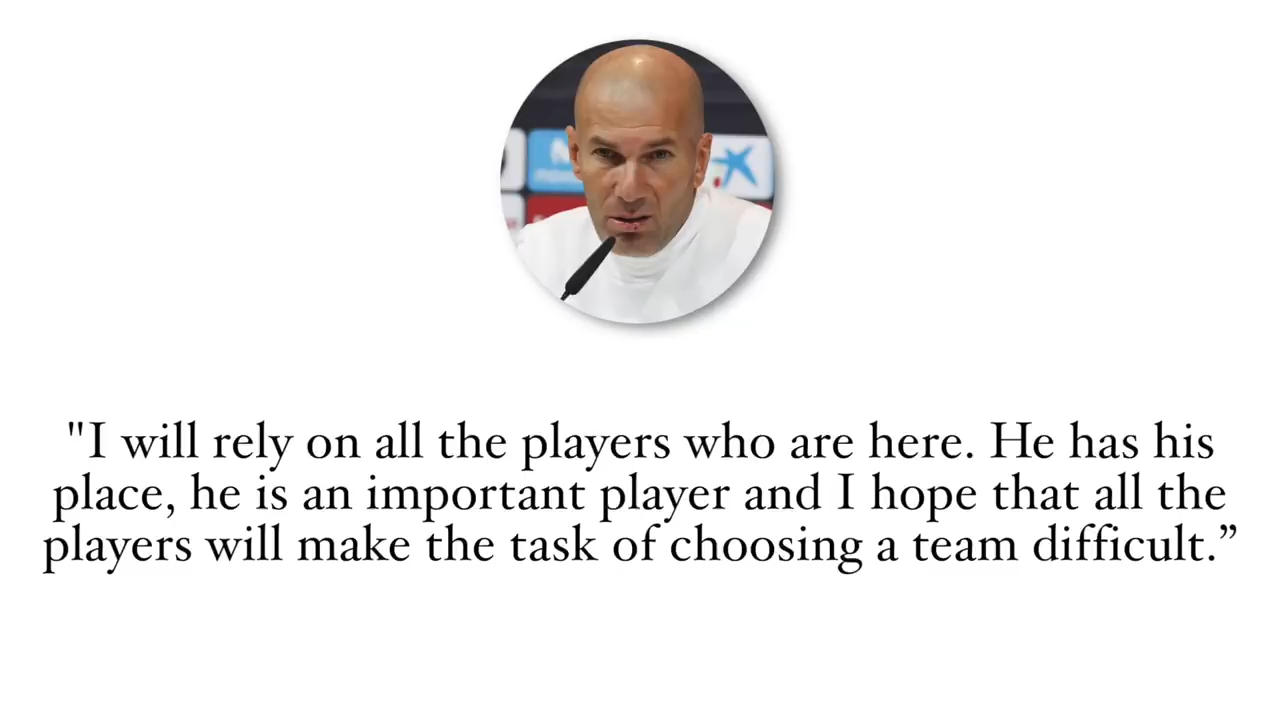 "I will rely on all the players who are here. He has his
place, he is an important player and I hope that all the
players will make the task of choosing a team difficult.”